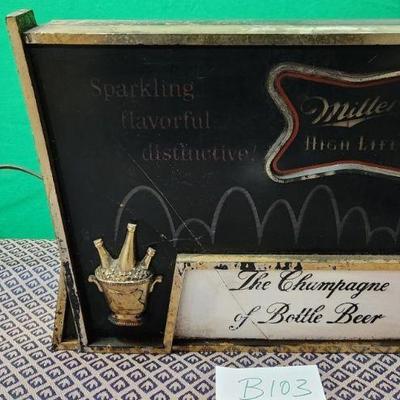 Sparkling
flavorful
distinctive!
Miller
HIGH LIFE
The Champagne
of Bottle Beer
B103